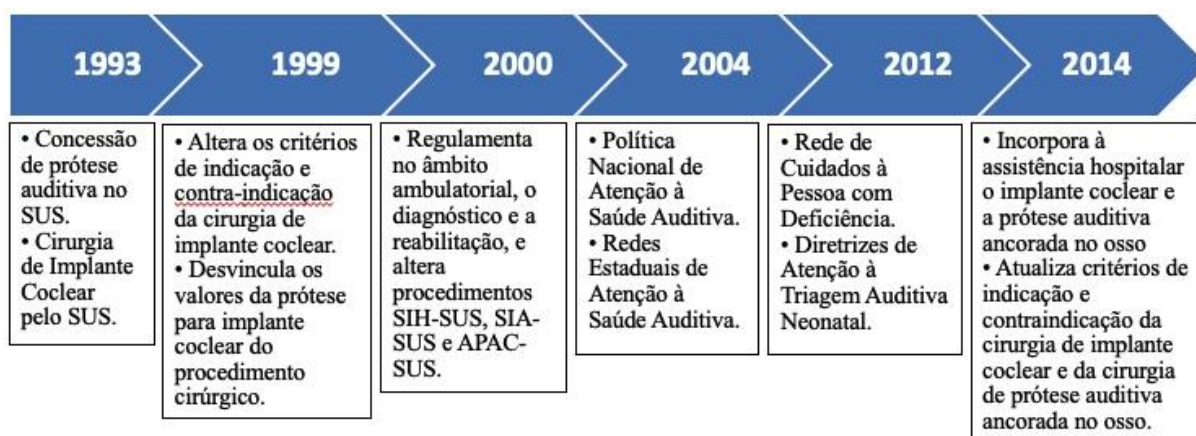 1993
1999
2000
2004
2012
2014
• Concessão
de prótese
auditiva no
SUS.
• Cirurgia
de Implante
Coclear
pelo SUS.
• Altera os critérios
de indicação e
contra-indicação
da cirurgia de
implante coclear.
• Desvincula os
valores da prótese
para implante
coclear do
procedimento
cirúrgico.
• Regulamenta
no âmbito
ambulatorial, o
diagnóstico e a
reabilitação, e
altera
procedimentos
SIH-SUS, SIA-
SUS e APAC-
SUS.
• Política
Nacional de
Atenção à
Saúde Auditiva.
• Redes
Estaduais de
Atenção à
Saúde Auditiva.
• Rede de
Cuidados à
Pessoa com
Deficiência.
• Diretrizes de
Atenção à
Triagem Auditiva
Neonatal.
• Incorpora à
assistência hospitalar
o implante coclear e
a prótese auditiva
ancorada no osso
• Atualiza critérios de
indicação e
contraindicação da
cirurgia de implante
coclear e da cirurgia
de prótese auditiva
ancorada no osso.